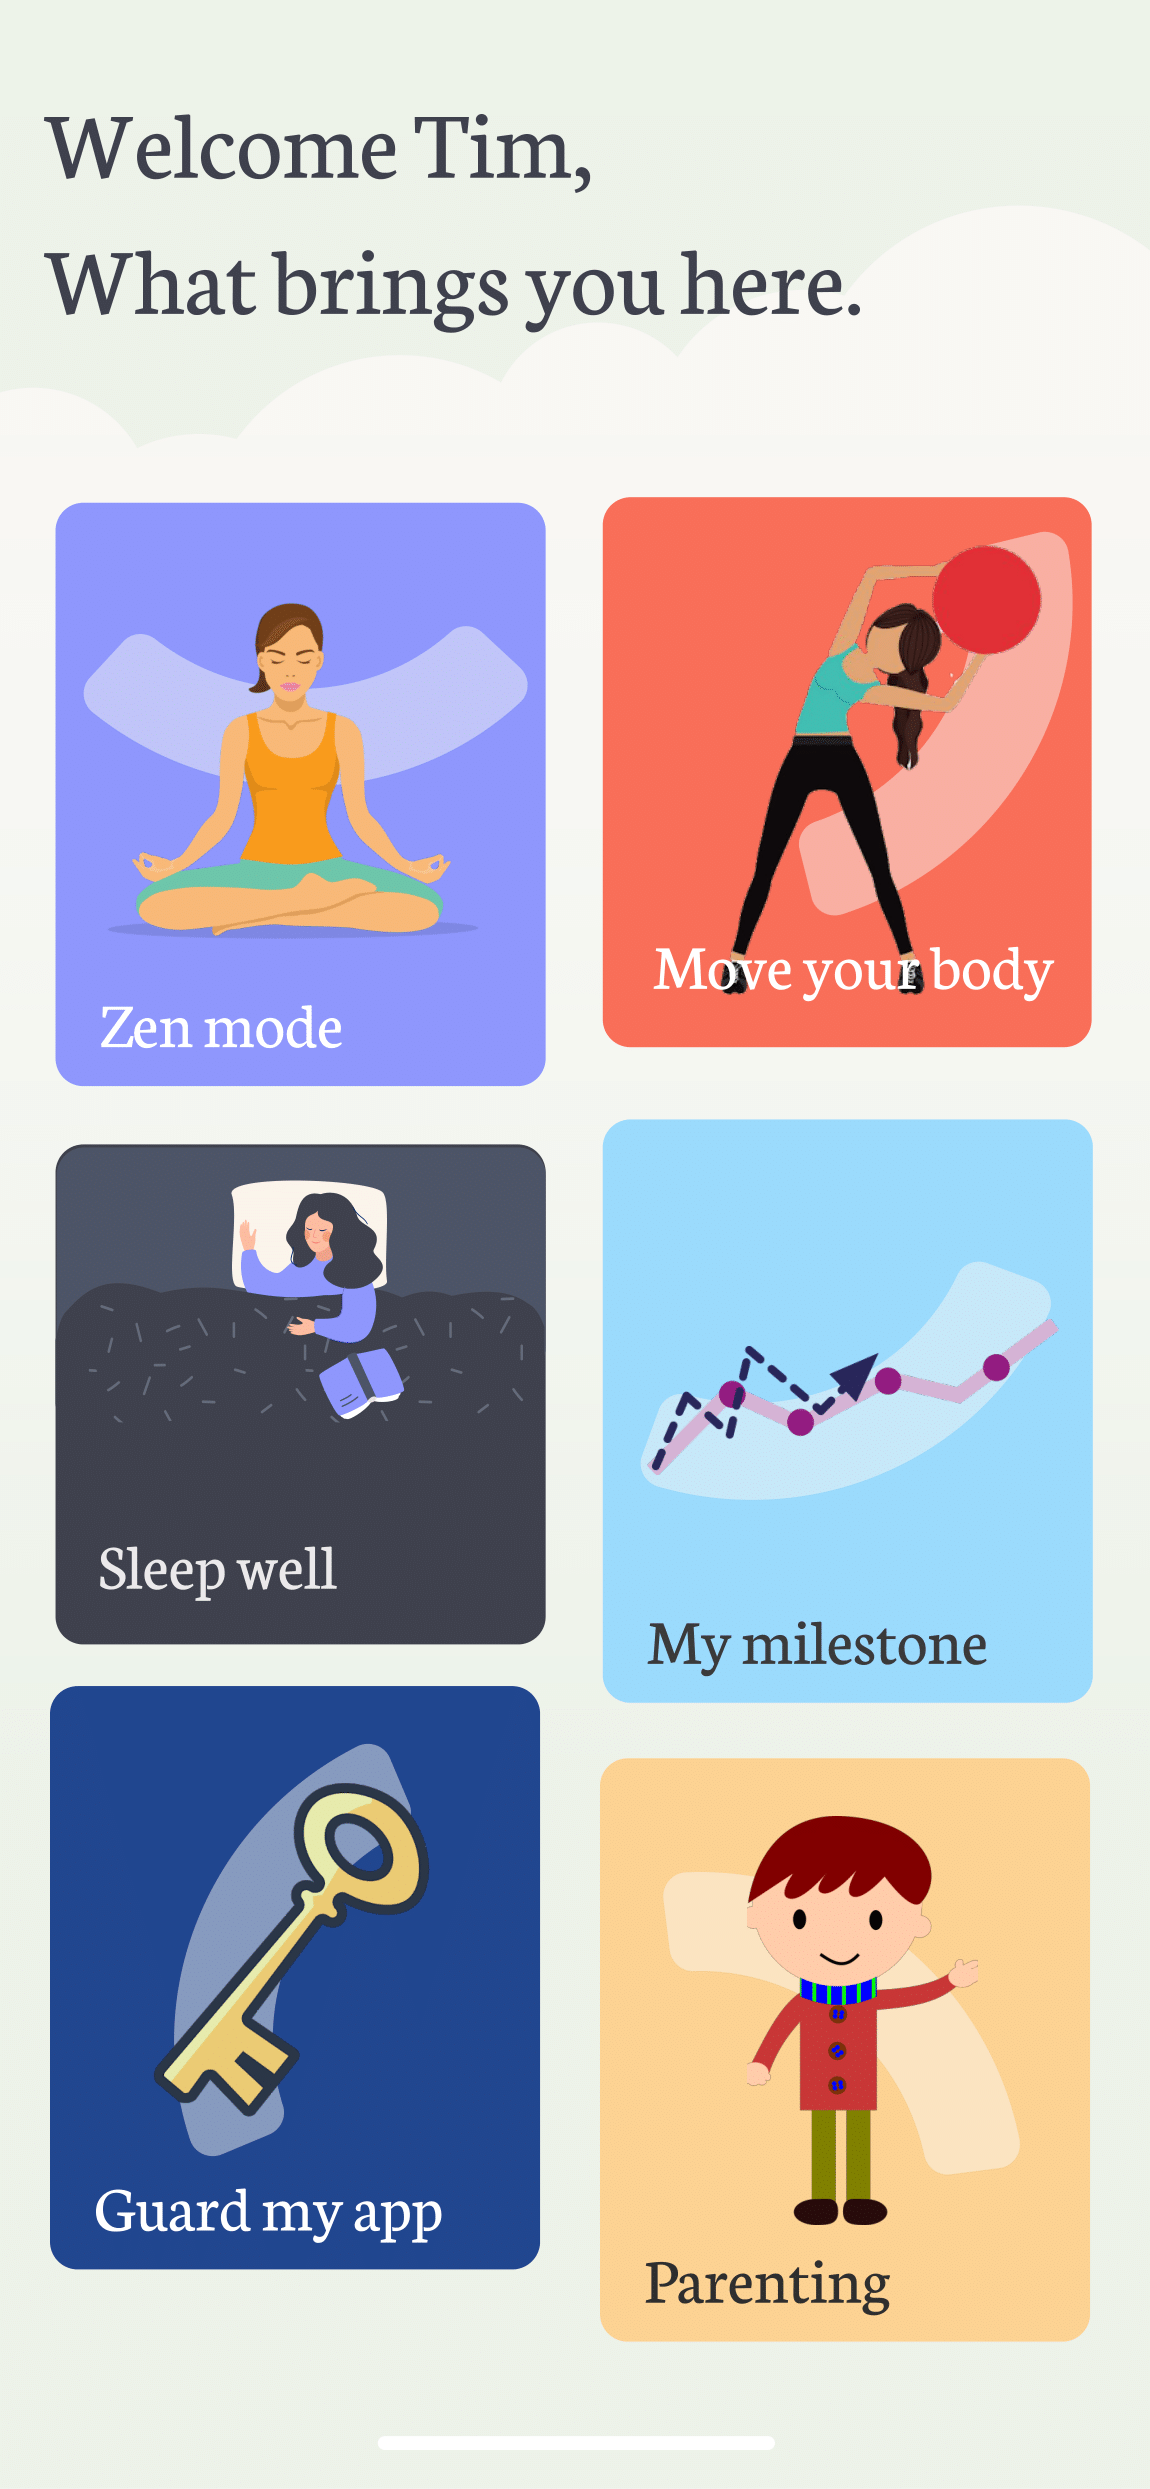 Welcome Tim,
What brings you here.
Zen mode
Move your body
Sleep well
My milestone
Guard my app
Parenting